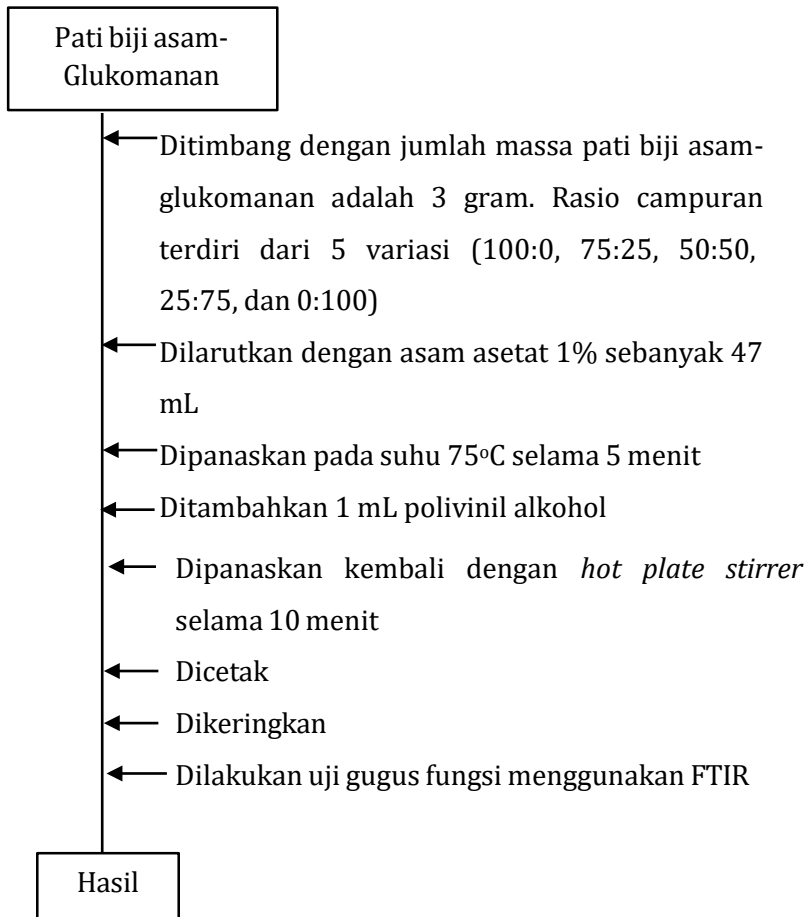 Pati biji asam-
Glukomanan
Ditimbang dengan jumlah massa pati biji asam-
glukomanan adalah 3 gram. Rasio campuran
terdiri dari 5 variasi (100:0, 75:25, 50:50,
25:75, dan 0:100)
Dilarutkan dengan asam asetat 1% sebanyak 47
mL
Dipanaskan pada suhu 75°C selama 5 menit
Ditambahkan 1 mL polivinil alkohol
Dipanaskan kembali dengan hot plate stirrer
selama 10 menit
Dicetak
Dikeringkan
Dilakukan uji gugus fungsi menggunakan FTIR
Hasil